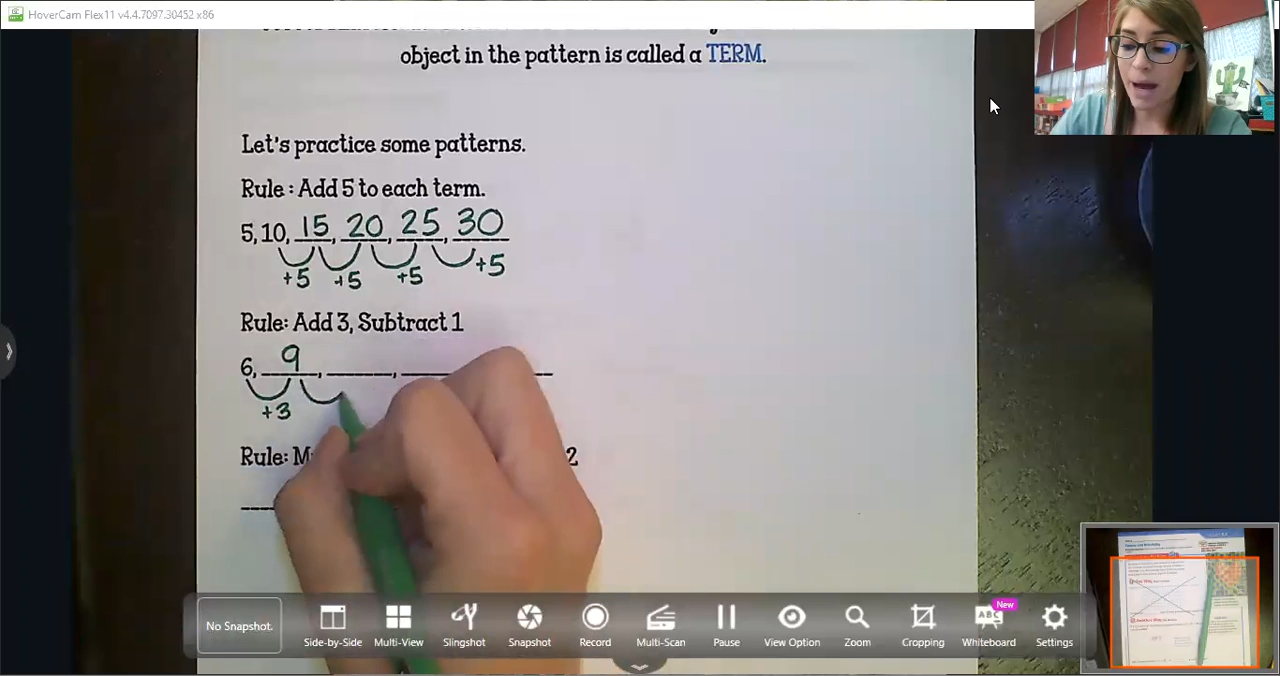 HoverCam Flex11 v4.4.7097.30452 x86
object in the pattern is called a TERM.
Let's practice some patterns.
Rule : Add 5 to each term.
5, 10, 15, 20, 25, 30
+5 +5 +5 +5
Rule: Add 3, Subtract 1
6, 9, ______, ______
+3
Rule: M 2
No Snapshot.
Side-by-Side
Multi-View
Slingshot
Snapshot
Record
Multi-Scan
Pause
View Option
Zoom
Cropping
New
ABC
Whiteboard
Settings